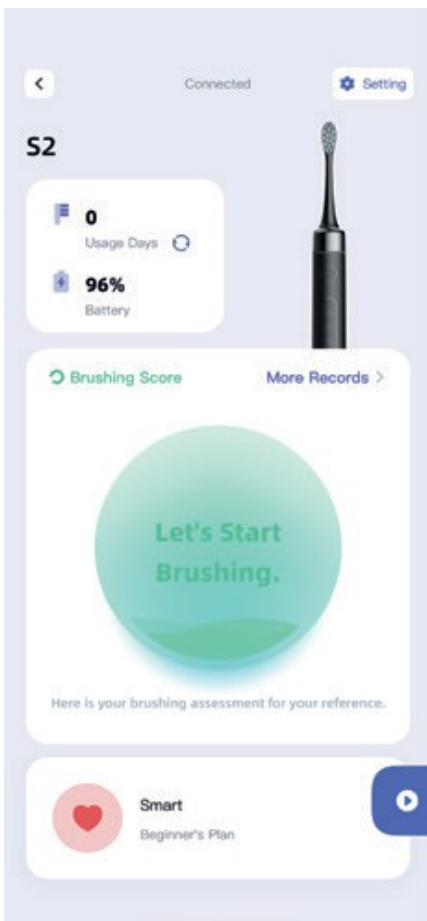 Connected
Setting
S2
0
Usage Days
96%
Battery
Brushing Score
More Records >
Let's Start
Brushing.
Here is your brushing assessment for your reference.
Smart
Beginner's Plan